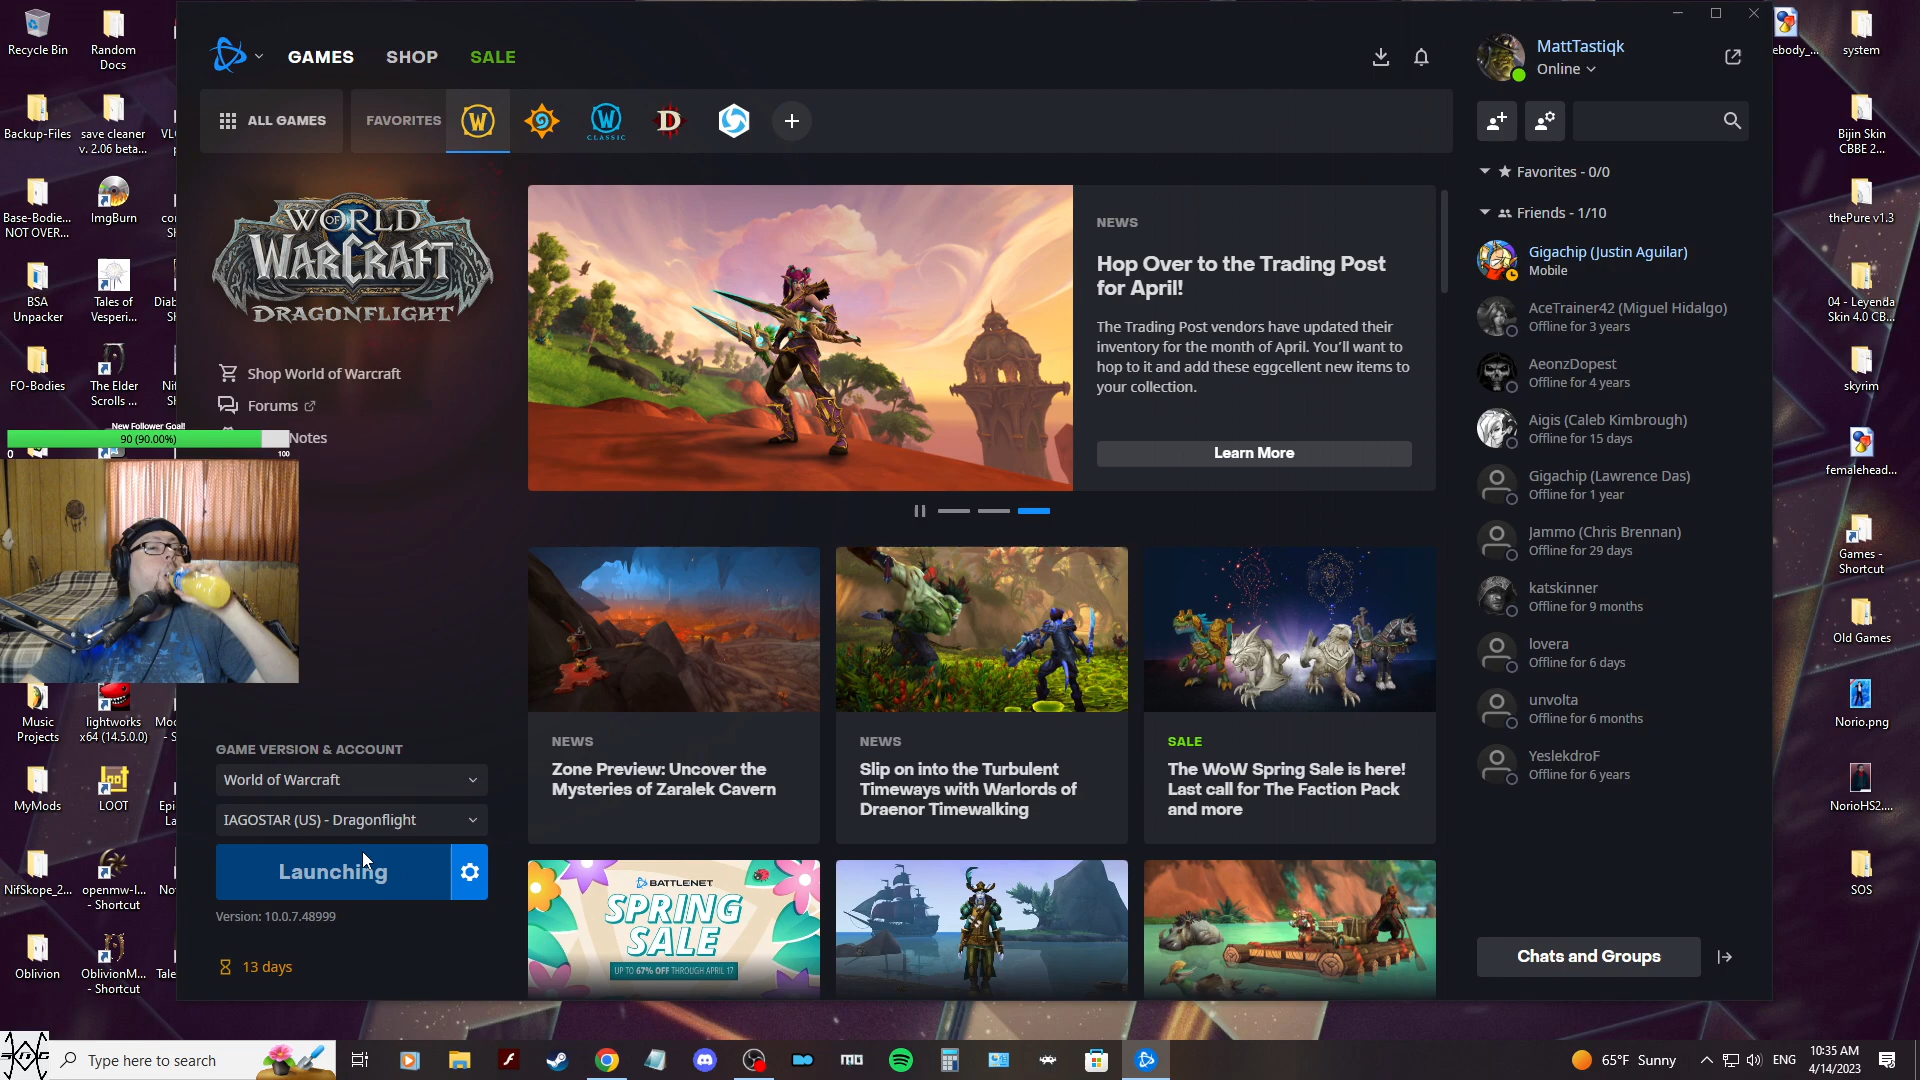 Recycle Bin
Random
Docs
Backup-Files
save cleaner
v. 2.06 beta...
Base-Bodie...
NOT OVER...
ImgBurn
BSA
Unpacker
Tales of
Vesperi...
FO-Bodies
The Elder
Scrolls ...
New Follower Goal!
90 (90.00%)
0
100
Music
Projects
lightworks
x64 (14.5.0.0)
MyMods
LOOT
NifSkope_2...
openmw-l...
- Shortcut
Oblivion
OblivionM...
- Shortcut
GAMES
SHOP
SALE
ALL GAMES
FAVORITES
CLASSIC
WORLD
OF
WARCRAFT
DRAGONFLIGHT
Shop World of Warcraft
Forums
Notes
GAME VERSION & ACCOUNT
World of Warcraft
IAGOSTAR (US) - Dragonflight
Launching
Version: 10.0.7.48999
13 days
NEWS
Hop Over to the Trading Post
for April!
The Trading Post vendors have updated their
inventory for the month of April. You'll want to
hop to it and add these eggcellent new items to
your collection.
Learn More
NEWS
Zone Preview: Uncover the
Mysteries of Zaralek Cavern
NEWS
Slip on into the Turbulent
Timeways with Warlords of
Draenor Timewalking
SALE
The WoW Spring Sale is here!
Last call for The Faction Pack
and more
BATTLENET
SPRING
SALE
UP TO 67% OFF THROUGH APRIL 17
MattTastiqk
Online
Favorites - 0/0
Friends - 1/10
Gigachip (Justin Aguilar)
Mobile
AceTrainer42 (Miguel Hidalgo)
Offline for 3 years
AeonzDopest
Offline for 4 years
Aigis (Caleb Kimbrough)
Offline for 15 days
Gigachip (Lawrence Das)
Offline for 1 year
Jammo (Chris Brennan)
Offline for 29 days
katskinner
Offline for 9 months
lovera
Offline for 6 days
unvolta
Offline for 6 months
YeslekdroF
Offline for 6 years
Chats and Groups
ebody_...
system
Bijin Skin
CBBE 2...
thePure v1.3
04 - Leyenda
Skin 4.0 CB...
skyrim
femalehead...
Games -
Shortcut
Old Games
Norio.png
NorioHS2....
SOS
Type here to search
65°F Sunny
ENG
10:35 AM
4/14/2023